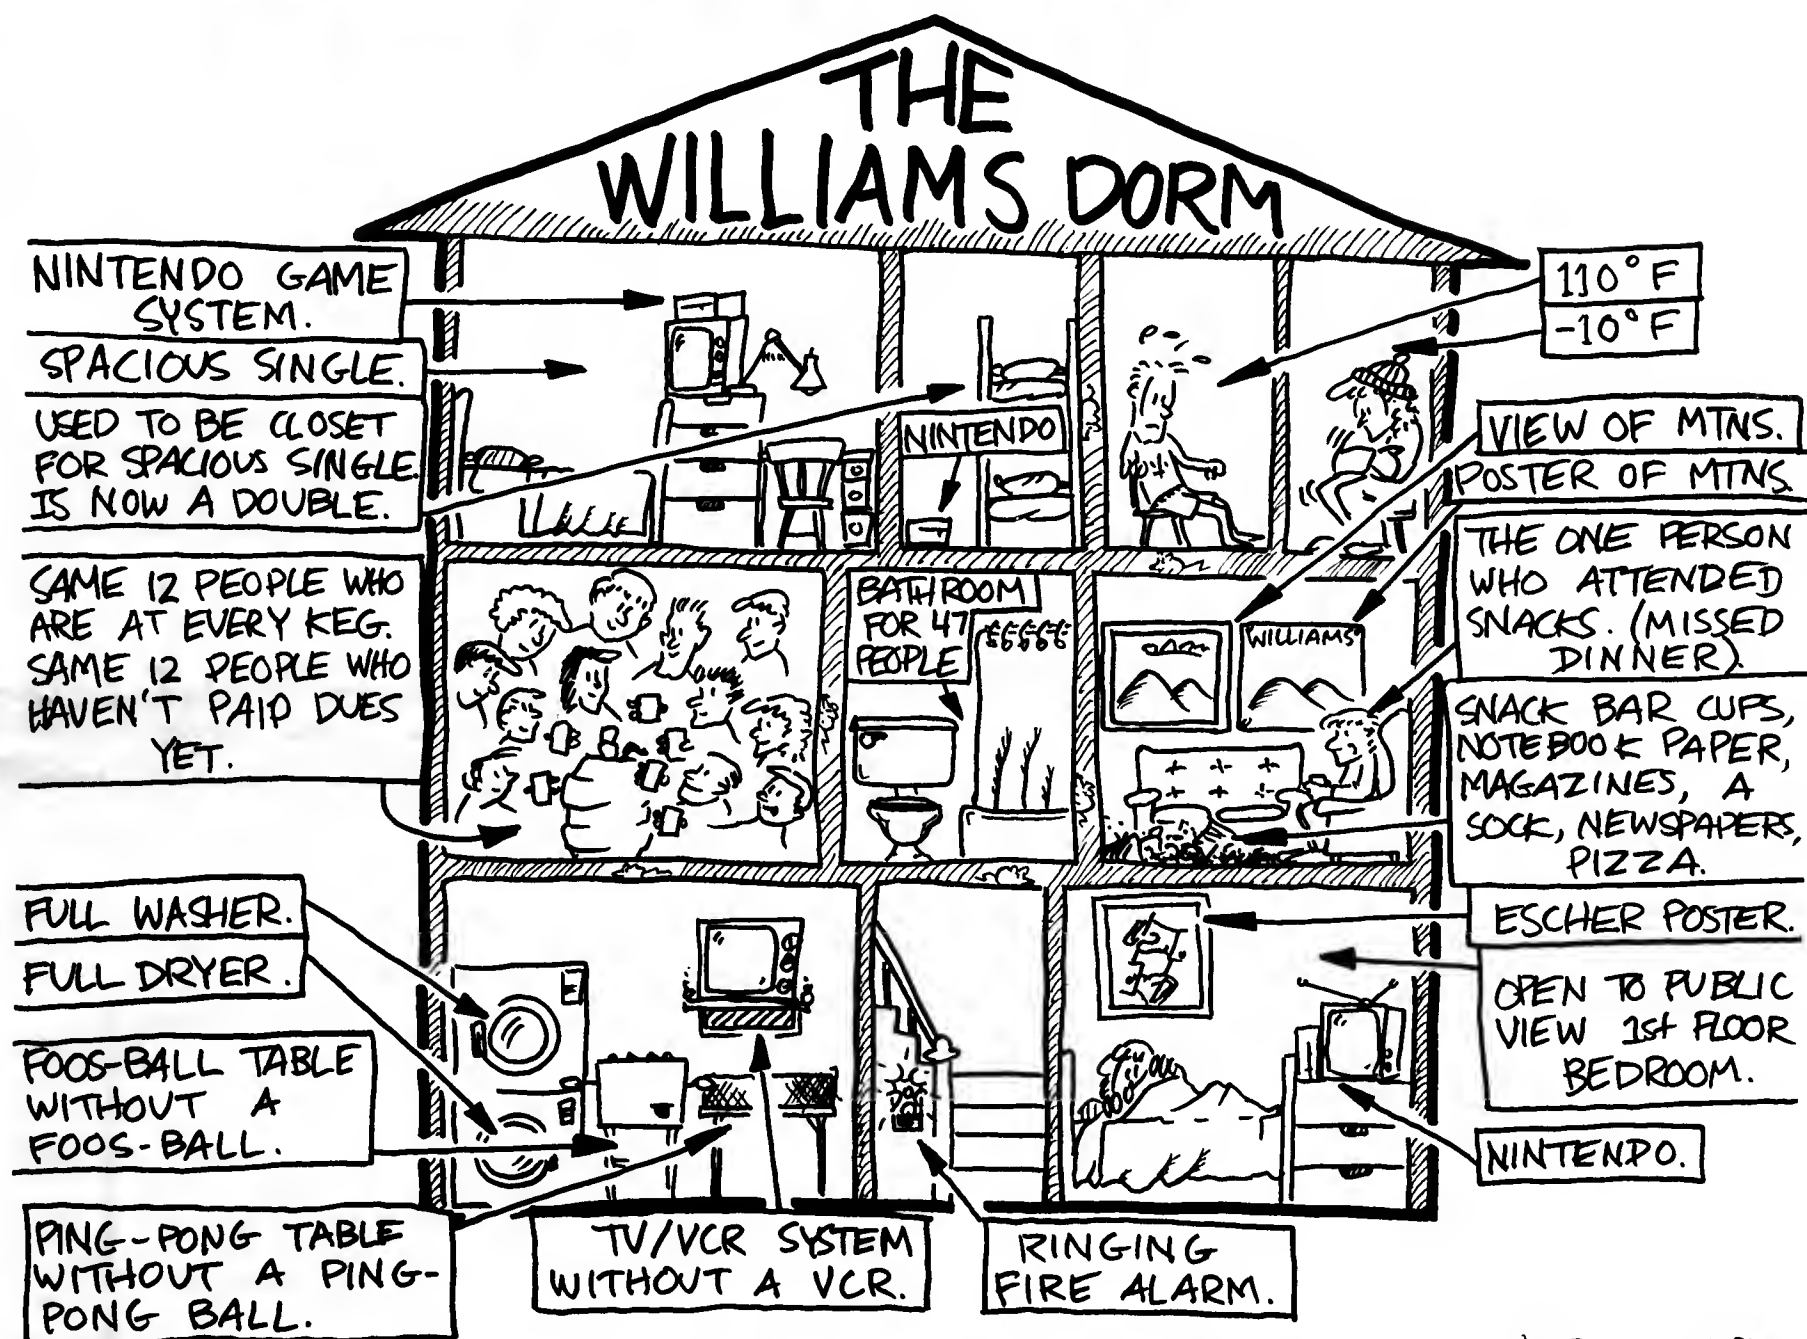 THE
WILLIAMS DORM
NINTENDO GAME
SYSTEM.
SPACIOUS SINGLE.
USED TO BE CLOSET
FOR SPACIOUS SINGLE.
IS NOW A DOUBLE.
SAME 12 PEOPLE WHO
ARE AT EVERY KEG.
SAME 12 PEOPLE WHO
HAVEN'T PAID DUES
YET.
FULL WASHER.
FULL DRYER.
FOOS-BALL TABLE
WITHOUT A
FOOS-BALL.
PING-PONG TABLE
WITHOUT A PING-
PONG BALL.
TV/VCR SYSTEM
WITHOUT A VCR.
RINGING
FIRE ALARM.
NINTENDO
BATHROOM
FOR 47
PEOPLE
WILLIAMS
110°F
-10°F
VIEW OF MTNS.
POSTER OF MTNS.
THE ONE PERSON
WHO ATTENDED
SNACKS. (MISSED
DINNER).
SNACK BAR CUPS,
NOTEBOOK PAPER,
MAGAZINES, A
SOCK, NEWSPAPERS,
PIZZA.
ESCHER POSTER.
OPEN TO PUBLIC
VIEW 1st FLOOR
BEDROOM.
NINTENDO.